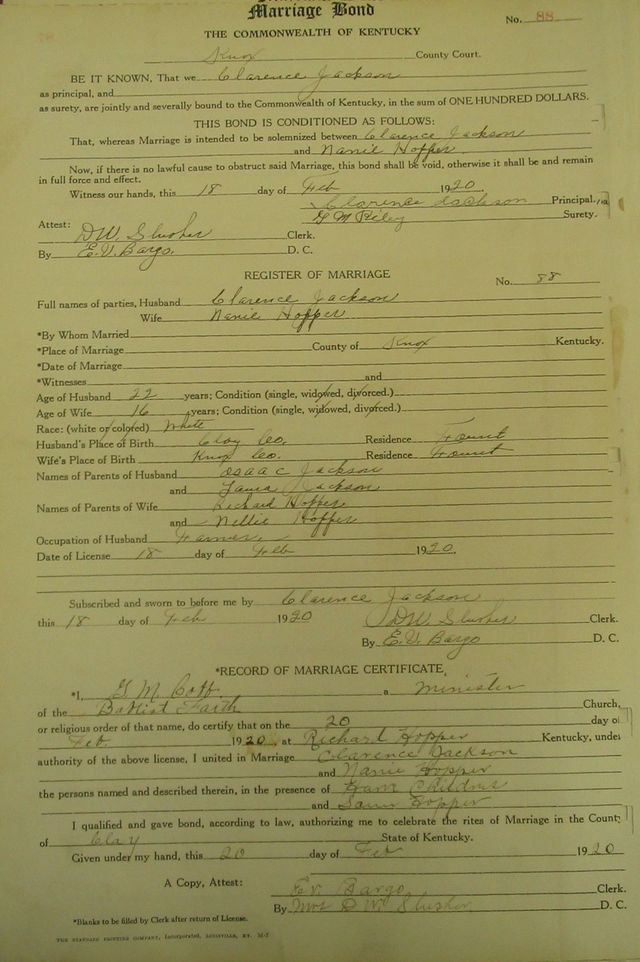 Marriage Bond
No. 88
THE COMMONWEALTH OF KENTUCKY
Knox County Court.
BE IT KNOWN, That we Clarence Jackson
as principal, and
as surety, are jointly and severally bound to the Commonwealth of Kentucky, in the sum of ONE HUNDRED DOLLARS.
THIS BOND IS CONDITIONED AS FOLLOWS:
That, whereas Marriage is intended to be solemnized between Clarence Jackson
and Nanie Hopper
Now, if there is no lawful cause to obstruct said Marriage, this bond shall be void, otherwise it shall be and remain
in full force and effect.
Witness our hands, this 18 day of Feb 1920.
Clarence Jackson Principal.
G M Riley Surety.
Attest: D.W. Slusher Clerk.
By E.V. Bargo. D. C.
REGISTER OF MARRIAGE
No. 88
Full names of parties, Husband Clarence Jackson
Wife Nanie Hopper
*By Whom Married
*Place of Marriage County of Knox Kentucky.
*Date of Marriage
*Witnesses and
Age of Husband 22 years; Condition (single, widowed, divorced.)
Age of Wife 16 years; Condition (single, widowed, divorced.)
Race: (white or colored) White
Husband's Place of Birth Clay Co. Residence
Wife's Place of Birth Knox Co. Residence
Names of Parents of Husband Isaac Jackson
and Laura Jackson
Names of Parents of Wife Richard Hopper
and Nellie Hopper
Occupation of Husband Farmer
Date of License 18 day of Feb 1920.
Subscribed and sworn to before me by Clarence Jackson
this 18 day of Feb 1920 D.W. Slusher Clerk.
By E.V. Bargo D. C.
*RECORD OF MARRIAGE CERTIFICATE
*I, G. M. a minister
of the Baptist Faith Church,
or religious order of that name, do certify that on the 20 day of
Feb. 1920, at Richard Hopper Kentucky, under
authority of the above license, I united in Marriage Clarence Jackson
and Nanie Hopper
the persons named and described therein, in the presence of Childrus
and Hopper
I qualified and gave bond, according to law, authorizing me to celebrate the rites of Marriage in the Count
of Clay State of Kentucky.
Given under my hand, this 20 day of Feb 1920
A Copy, Attest: E.V. Bargo Clerk.
By Mrs D.W. Slusher D. C.
*Blanks to be filled by Clerk after return of License.
THE STANDARD PRINTING COMPANY, Incorporated, LOUISVILLE, KY.